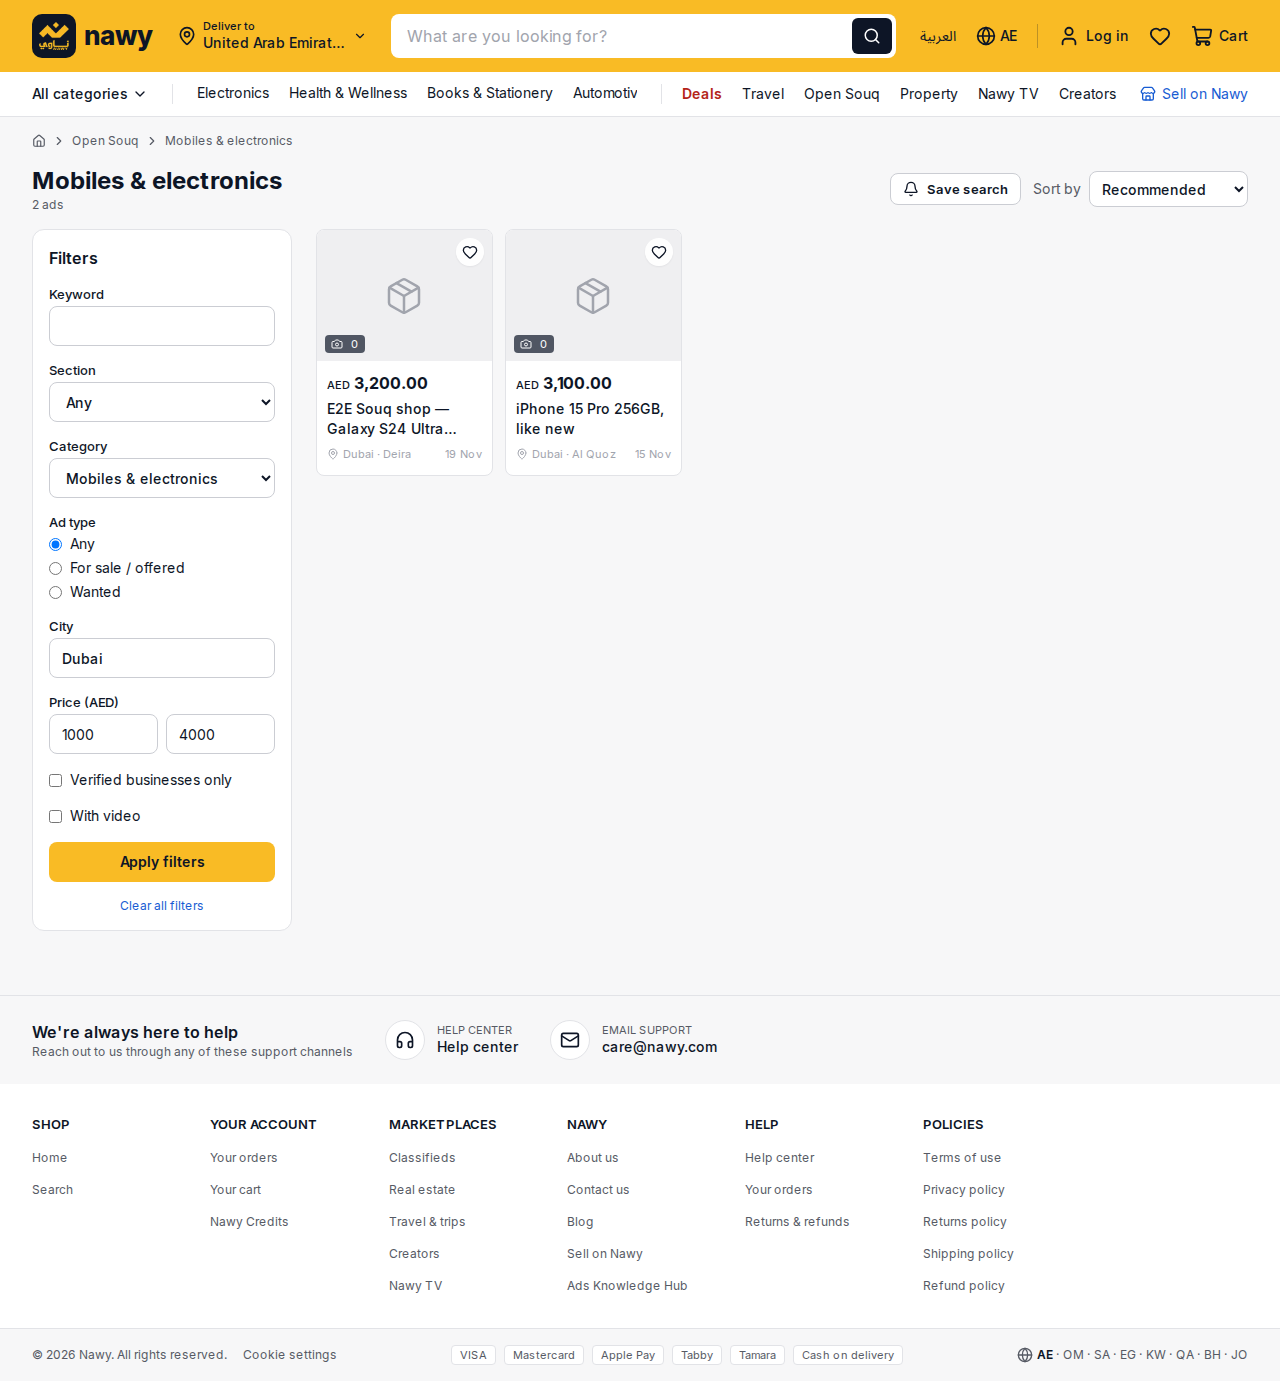 نـــاوي
NAWY
nawy
Deliver to
United Arab Emirat...
What are you looking for?
العربية
AE
Log in
Cart
All categories
Electronics
Health & Wellness
Books & Stationery
Automotiv
Deals
Travel
Open Souq
Property
Nawy TV
Creators
Sell on Nawy
Open Souq
Mobiles & electronics
Mobiles & electronics
2 ads
Save search
Sort by
Recommended
Filters
Keyword
Section
Any
Category
Mobiles & electronics
Ad type
Any
For sale / offered
Wanted
City
Dubai
Price (AED)
1000
4000
Verified businesses only
With video
Apply filters
Clear all filters
0
AED 3,200.00
E2E Souq shop —
Galaxy S24 Ultra...
Dubai · Deira
19 Nov
0
AED 3,100.00
iPhone 15 Pro 256GB,
like new
Dubai · Al Quoz
15 Nov
We're always here to help
Reach out to us through any of these support channels
HELP CENTER
Help center
EMAIL SUPPORT
care@nawy.com
SHOP
Home
Search
YOUR ACCOUNT
Your orders
Your cart
Nawy Credits
MARKETPLACES
Classifieds
Real estate
Travel & trips
Creators
Nawy TV
NAWY
About us
Contact us
Blog
Sell on Nawy
Ads Knowledge Hub
HELP
Help center
Your orders
Returns & refunds
POLICIES
Terms of use
Privacy policy
Returns policy
Shipping policy
Refund policy
© 2026 Nawy. All rights reserved.
Cookie settings
VISA
Mastercard
Apple Pay
Tabby
Tamara
Cash on delivery
AE · OM · SA · EG · KW · QA · BH · JO